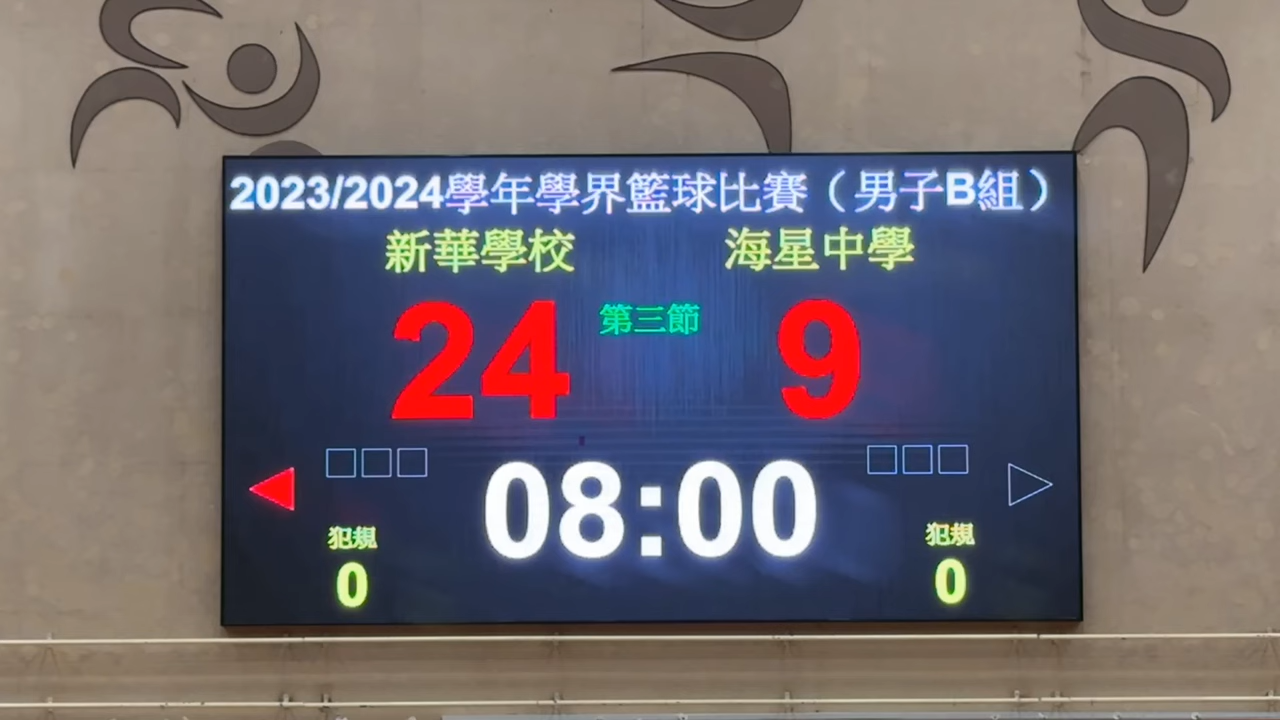 2023/2024學年學界籃球比賽（男子B組）
新華學校 海星中學
24 第三節 9
08:00
犯規 犯規
0 0